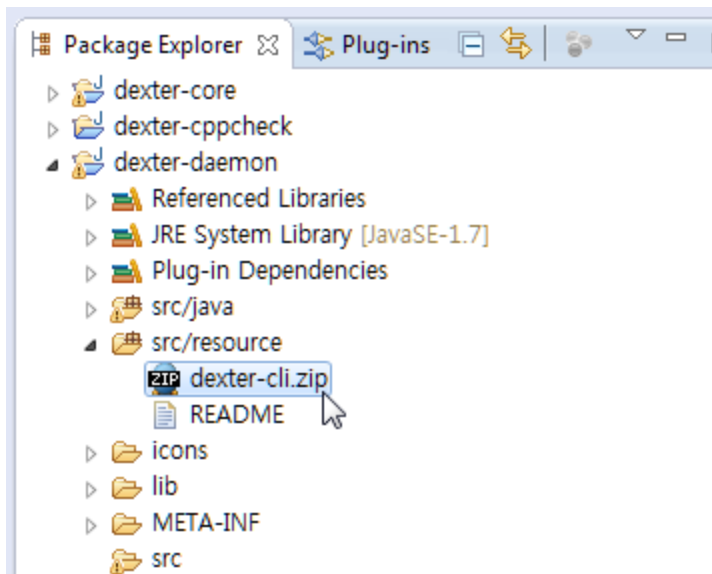 Package Explorer Plug-ins
dexter-core
dexter-cppcheck
dexter-daemon
Referenced Libraries
JRE System Library [JavaSE-1.7]
Plug-in Dependencies
src/java
src/resource
ZIP dexter-cli.zip
README
icons
lib
META-INF
src